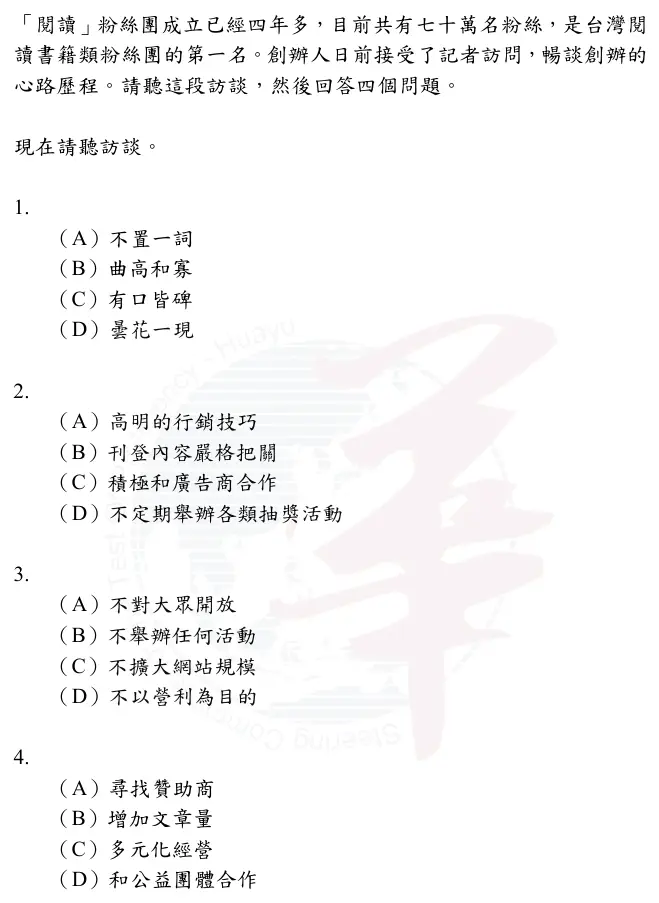 「閱讀」粉絲團成立已經四年多，目前共有七十萬名粉絲，是台灣閱
讀書籍類粉絲團的第一名。創辦人日前接受了記者訪問，暢談創辦的
心路歷程。請聽這段訪談，然後回答四個問題。
現在請聽訪談。
1.
（A）不置一詞
（B）曲高和寡
（C）有口皆碑
（D）曇花一現
2.
（A）高明的行銷技巧
（B）刊登內容嚴格把關
（C）積極和廣告商合作
（D）不定期舉辦各類抽獎活動
3.
（A）不對大眾開放
（B）不舉辦任何活動
（C）不擴大網站規模
（D）不以營利為目的
4.
（A）尋找贊助商
（B）增加文章量
（C）多元化經營
（D）和公益團體合作